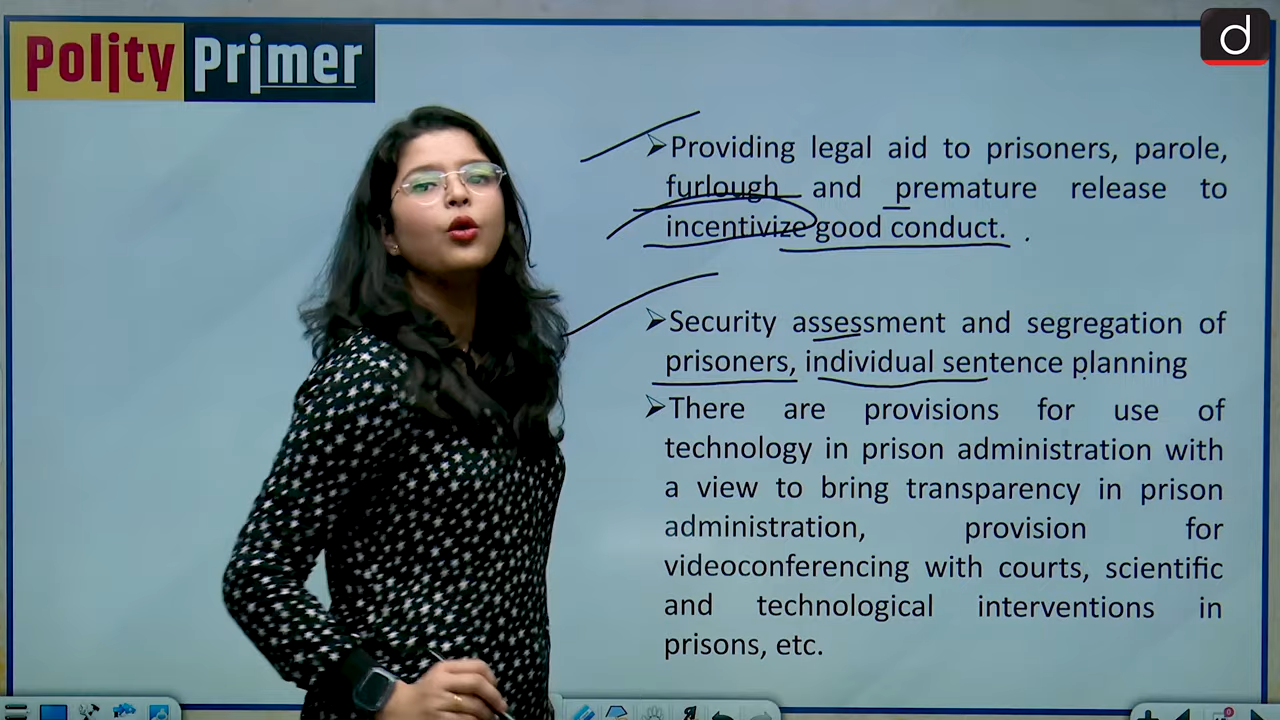 Polity Primer
d
➢Providing legal aid to prisoners, parole,
furlough and premature release to
incentivize good conduct.
➢Security assessment and segregation of
prisoners, individual sentence planning
➢There are provisions for use of
technology in prison administration with
a view to bring transparency in prison
administration, provision for
videoconferencing with courts, scientific
and technological interventions in
prisons, etc.